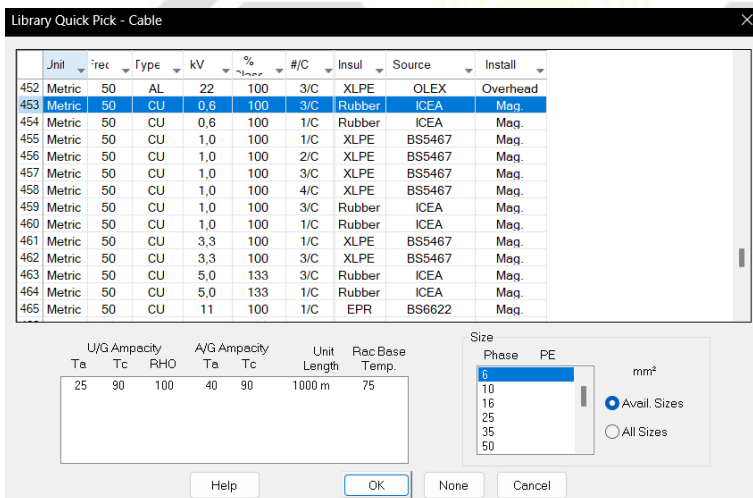 Library Quick Pick - Cable
Unit Freq Type kV % Class #/C Insul Source Install
452 Metric 50 AL 22 100 3/C XLPE OLEX Overhead
453 Metric 50 CU 0,6 100 3/C Rubber ICEA Mag.
454 Metric 50 CU 0,6 100 1/C Rubber ICEA Mag.
455 Metric 50 CU 1,0 100 1/C XLPE BS5467 Mag.
456 Metric 50 CU 1,0 100 2/C XLPE BS5467 Mag.
457 Metric 50 CU 1,0 100 3/C XLPE BS5467 Mag.
458 Metric 50 CU 1,0 100 4/C XLPE BS5467 Mag.
459 Metric 50 CU 1,0 100 3/C Rubber ICEA Mag.
460 Metric 50 CU 1,0 100 1/C Rubber ICEA Mag.
461 Metric 50 CU 3,3 100 1/C XLPE BS5467 Mag.
462 Metric 50 CU 3,3 100 3/C XLPE BS5467 Mag.
463 Metric 50 CU 5,0 133 3/C Rubber ICEA Mag.
464 Metric 50 CU 5,0 133 1/C Rubber ICEA Mag.
465 Metric 50 CU 11 100 1/C EPR BS6622 Mag.
U/G Ampacity A/G Ampacity Unit Rac Base
Ta Tc RHO Ta Tc Length Temp.
25 90 100 40 90 1000 m 75
Size
Phase PE
mm²
6
10
16
25
35
50
Avail. Sizes
All Sizes
Help OK None Cancel